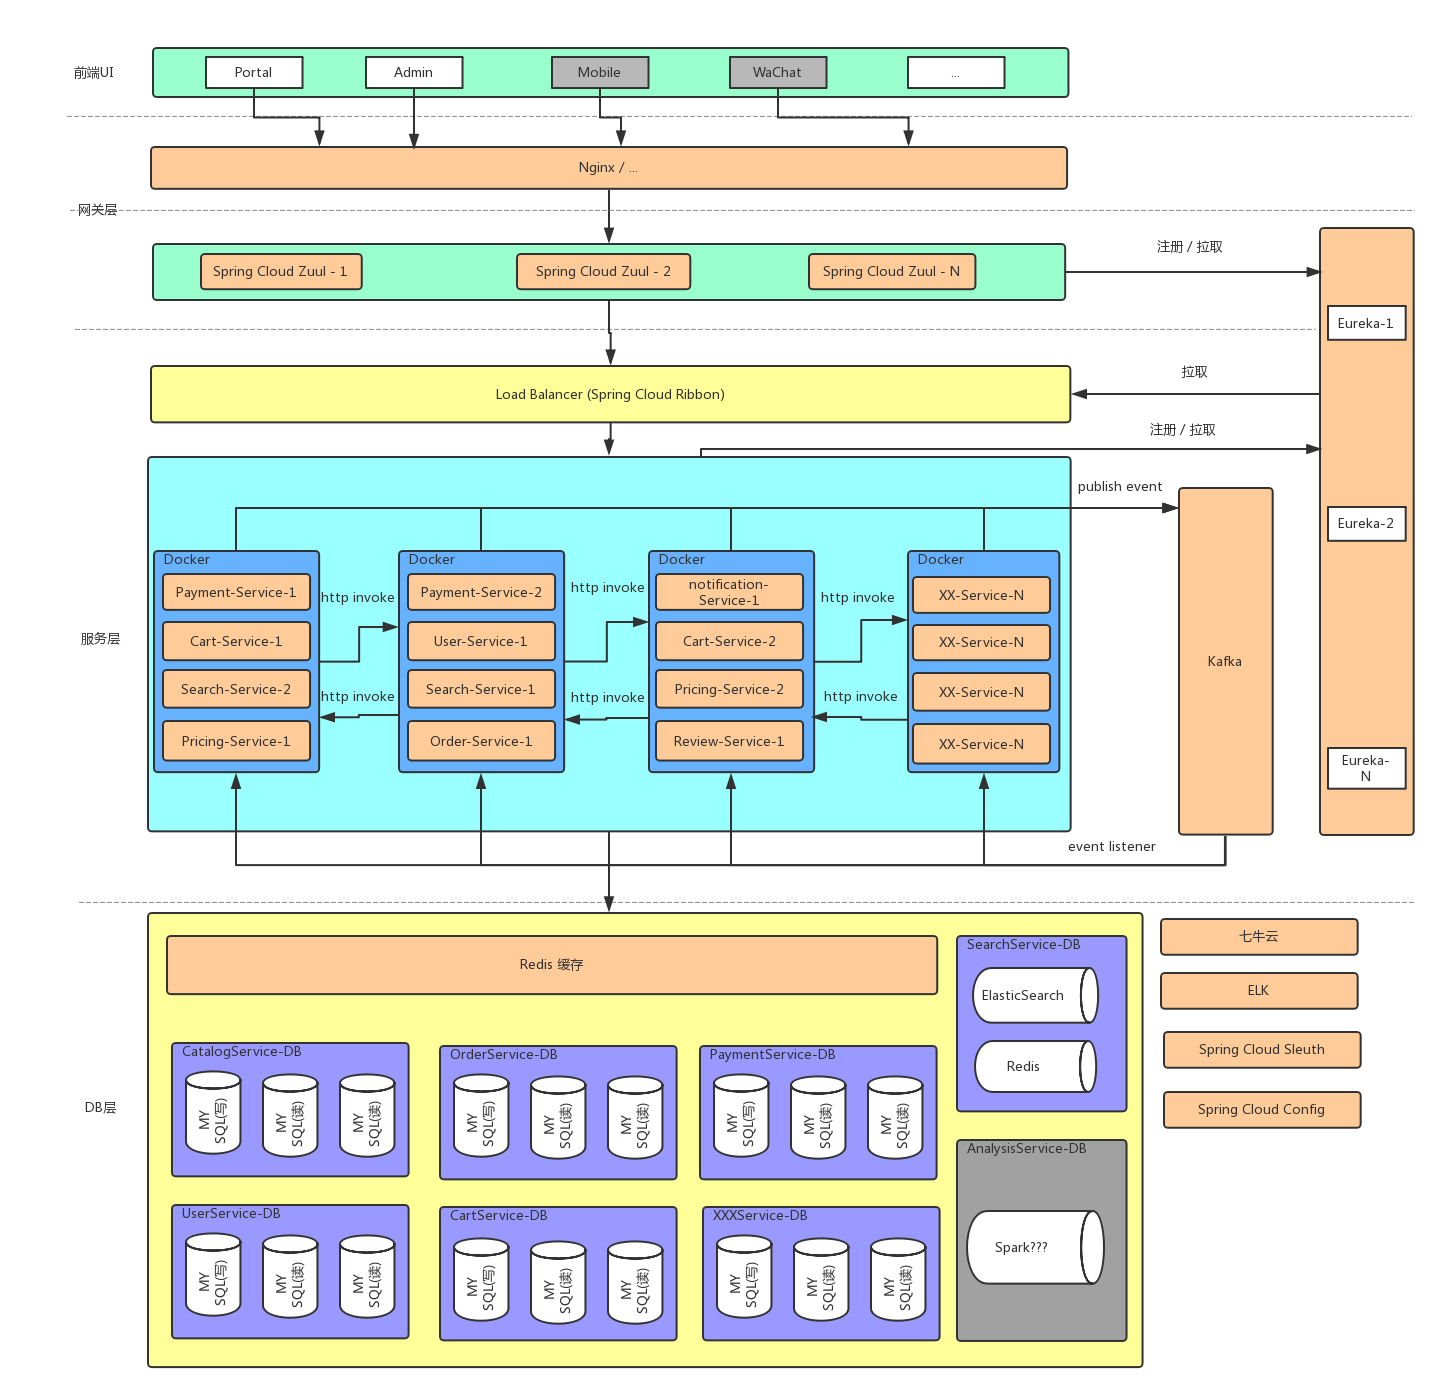 前端UI
Portal
Admin
Mobile
WaChat
...
Nginx / ...
网关层
Spring Cloud Zuul - 1
Spring Cloud Zuul - 2
Spring Cloud Zuul - N
注册 / 拉取
Eureka-1
拉取
Load Balancer (Spring Cloud Ribbon)
注册 / 拉取
publish event
Eureka-2
Eureka-
N
Kafka
服务层
Docker
Payment-Service-1
Cart-Service-1
Search-Service-2
Pricing-Service-1
http invoke
http invoke
Docker
Payment-Service-2
User-Service-1
Search-Service-1
Order-Service-1
http invoke
http invoke
Docker
notification-
Service-1
Cart-Service-2
Pricing-Service-2
Review-Service-1
http invoke
http invoke
Docker
XX-Service-N
XX-Service-N
XX-Service-N
XX-Service-N
event listener
DB层
Redis 缓存
SearchService-DB
ElasticSearch
Redis
七牛云
ELK
Spring Cloud Sleuth
Spring Cloud Config
CatalogService-DB
MY
SQL(写)
MY
SQL(读)
MY
SQL(读)
OrderService-DB
MY
SQL(写)
MY
SQL(读)
MY
SQL(读)
PaymentService-DB
MY
SQL(写)
MY
SQL(读)
MY
SQL(读)
AnalysisService-DB
Spark???
UserService-DB
MY
SQL(写)
MY
SQL(读)
MY
SQL(读)
CartService-DB
MY
SQL(写)
MY
SQL(读)
MY
SQL(读)
XXXService-DB
MY
SQL(写)
MY
SQL(读)
MY
SQL(读)